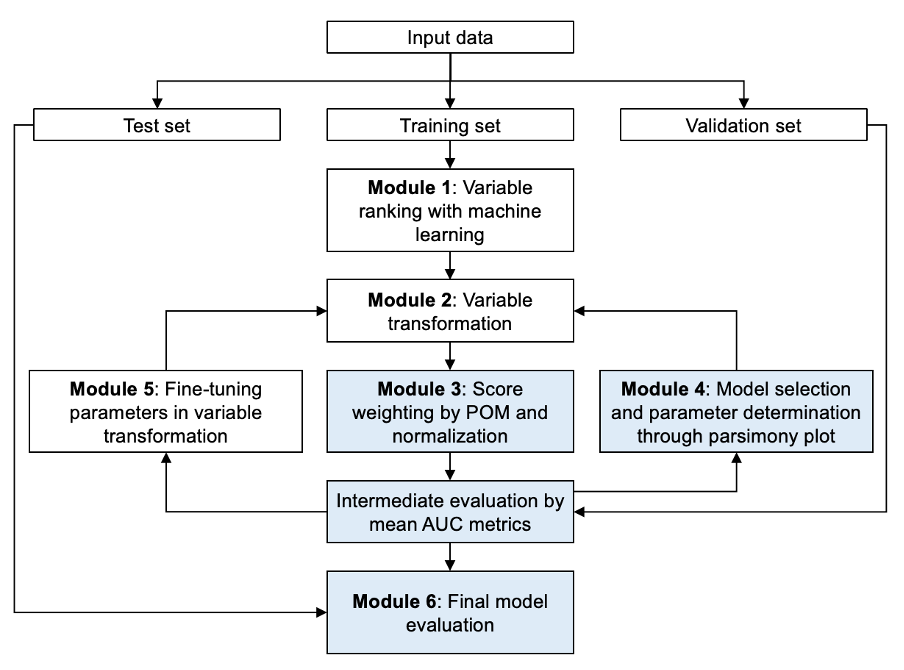 Input data
Test set
Training set
Validation set
Module 1: Variable
ranking with machine
learning
Module 2: Variable
transformation
Module 5: Fine-tuning
parameters in variable
transformation
Module 3: Score
weighting by POM and
normalization
Module 4: Model selection
and parameter determination
through parsimony plot
Intermediate evaluation by
mean AUC metrics
Module 6: Final model
evaluation